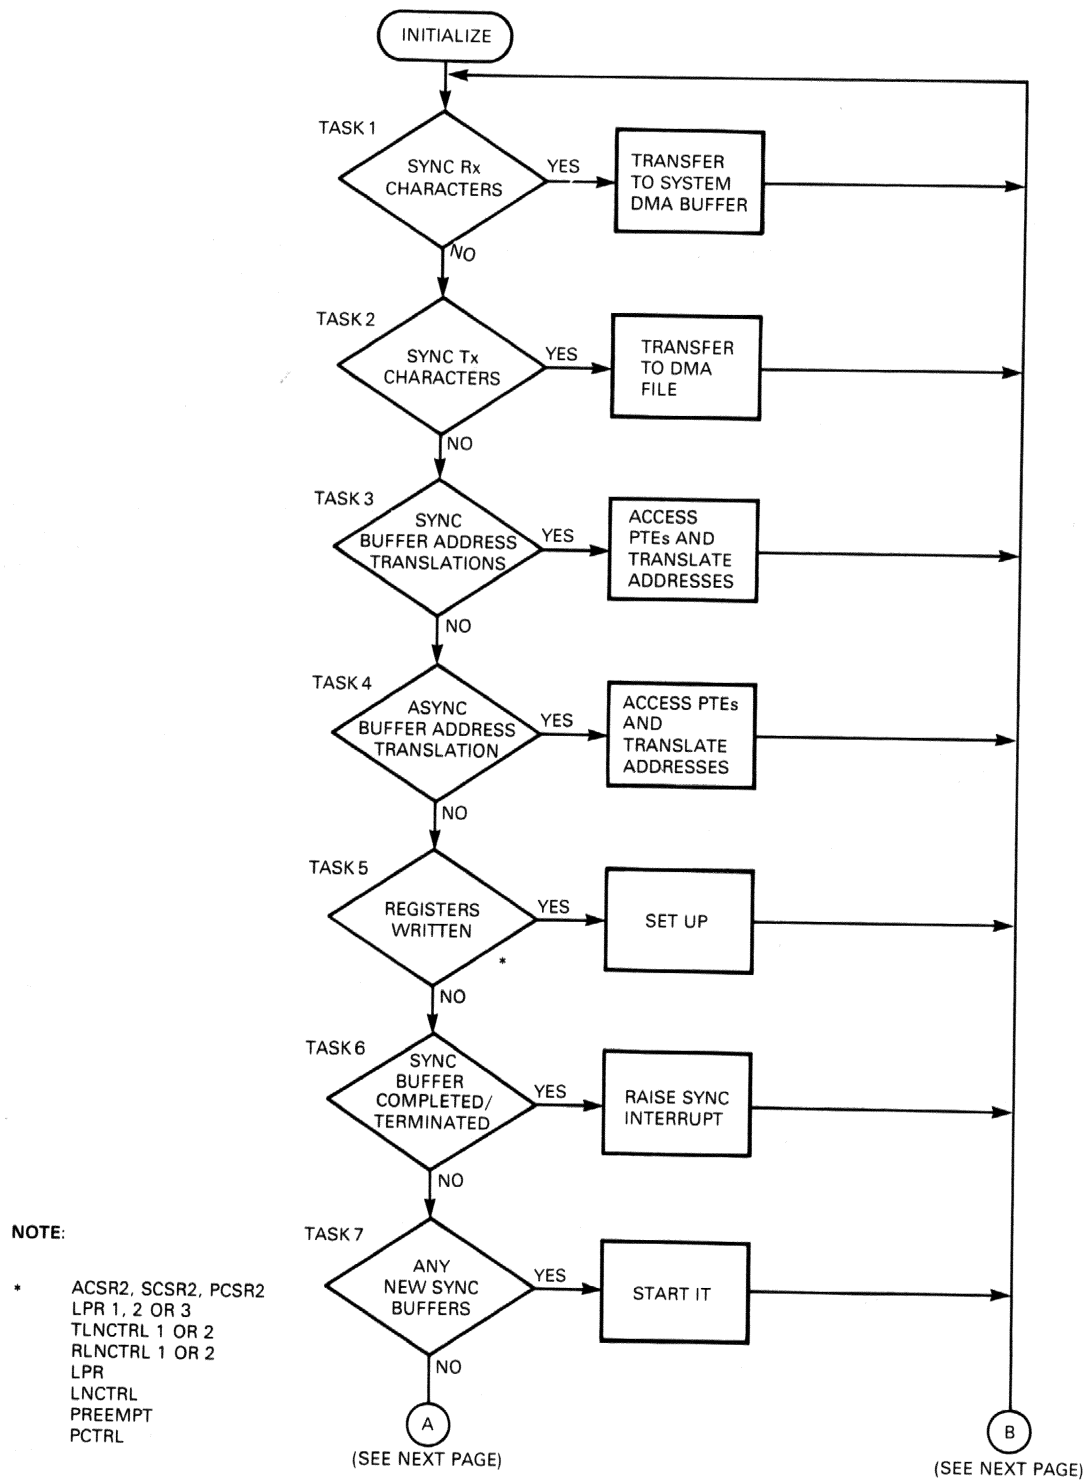 INITIALIZE
TASK 1
SYNC Rx
CHARACTERS
YES
TRANSFER
TO SYSTEM
DMA BUFFER
NO
TASK 2
SYNC Tx
CHARACTERS
YES
TRANSFER
TO DMA
FILE
NO
TASK 3
SYNC
BUFFER ADDRESS
TRANSLATIONS
YES
ACCESS
PTEs AND
TRANSLATE
ADDRESSES
NO
TASK 4
ASYNC
BUFFER ADDRESS
TRANSLATION
YES
ACCESS PTEs
AND
TRANSLATE
ADDRESSES
NO
TASK 5
REGISTERS
WRITTEN
*
YES
SET UP
NO
TASK 6
SYNC
BUFFER
COMPLETED/
TERMINATED
YES
RAISE SYNC
INTERRUPT
NO
TASK 7
ANY
NEW SYNC
BUFFERS
YES
START IT
NO
A
(SEE NEXT PAGE)
B
(SEE NEXT PAGE)
NOTE:
* ACSR2, SCSR2, PCSR2
LPR 1, 2 OR 3
TLNCTRL 1 OR 2
RLNCTRL 1 OR 2
LPR
LNCTRL
PREEMPT
PCTRL